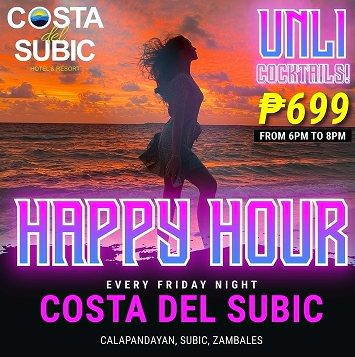 COSTA
del
SUBIC
HOTEL & RESORT
UNLI
COCKTAILS!
₱699
FROM 6PM TO 8PM
HAPPY HOUR
EVERY FRIDAY NIGHT
COSTA DEL SUBIC
CALAPANDAYAN, SUBIC, ZAMBALES